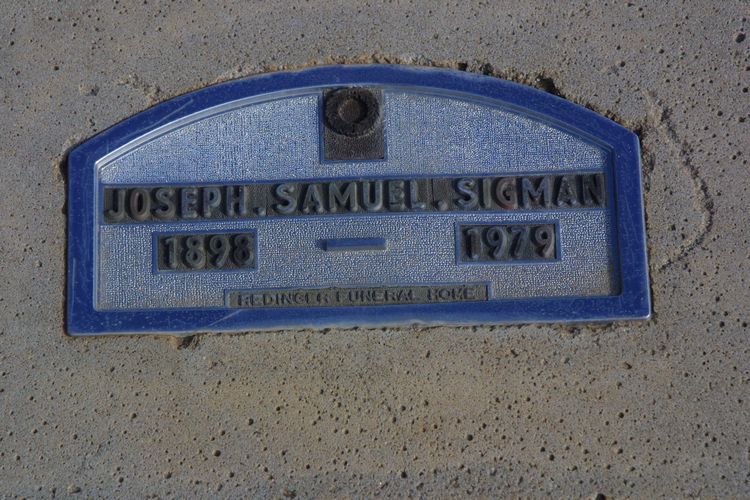 JOSEPH. SAMUEL. SIGMAN
1898 — 1979
REDINGER FUNERAL HOME